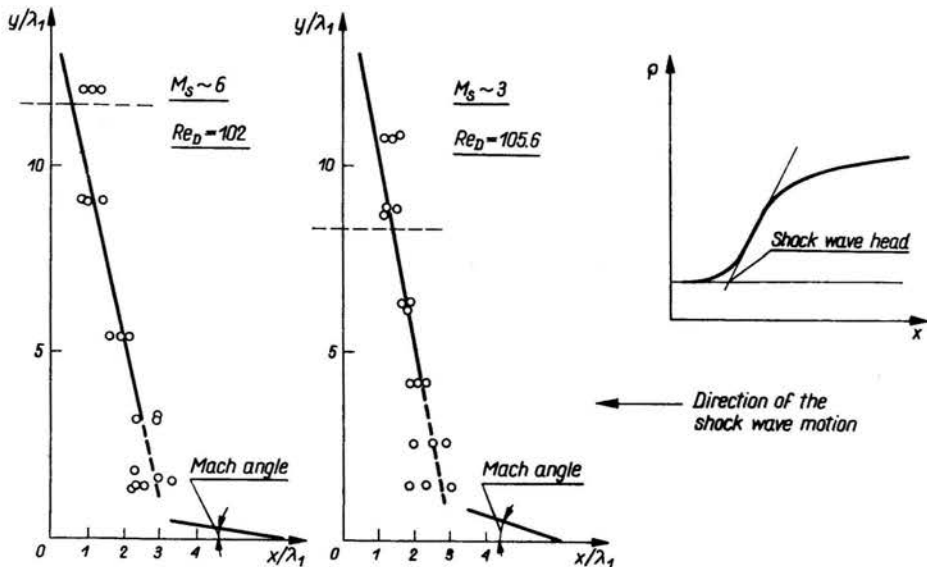 y/λ₁
M_S ~ 6
Re_D = 102
10
5
Mach angle
0 1 2 3 4 x/λ₁
y/λ₁
M_S ~ 3
Re_D = 105.6
10
5
Mach angle
0 1 2 3 4 x/λ₁
ρ
Shock wave head
x
Direction of the
shock wave motion